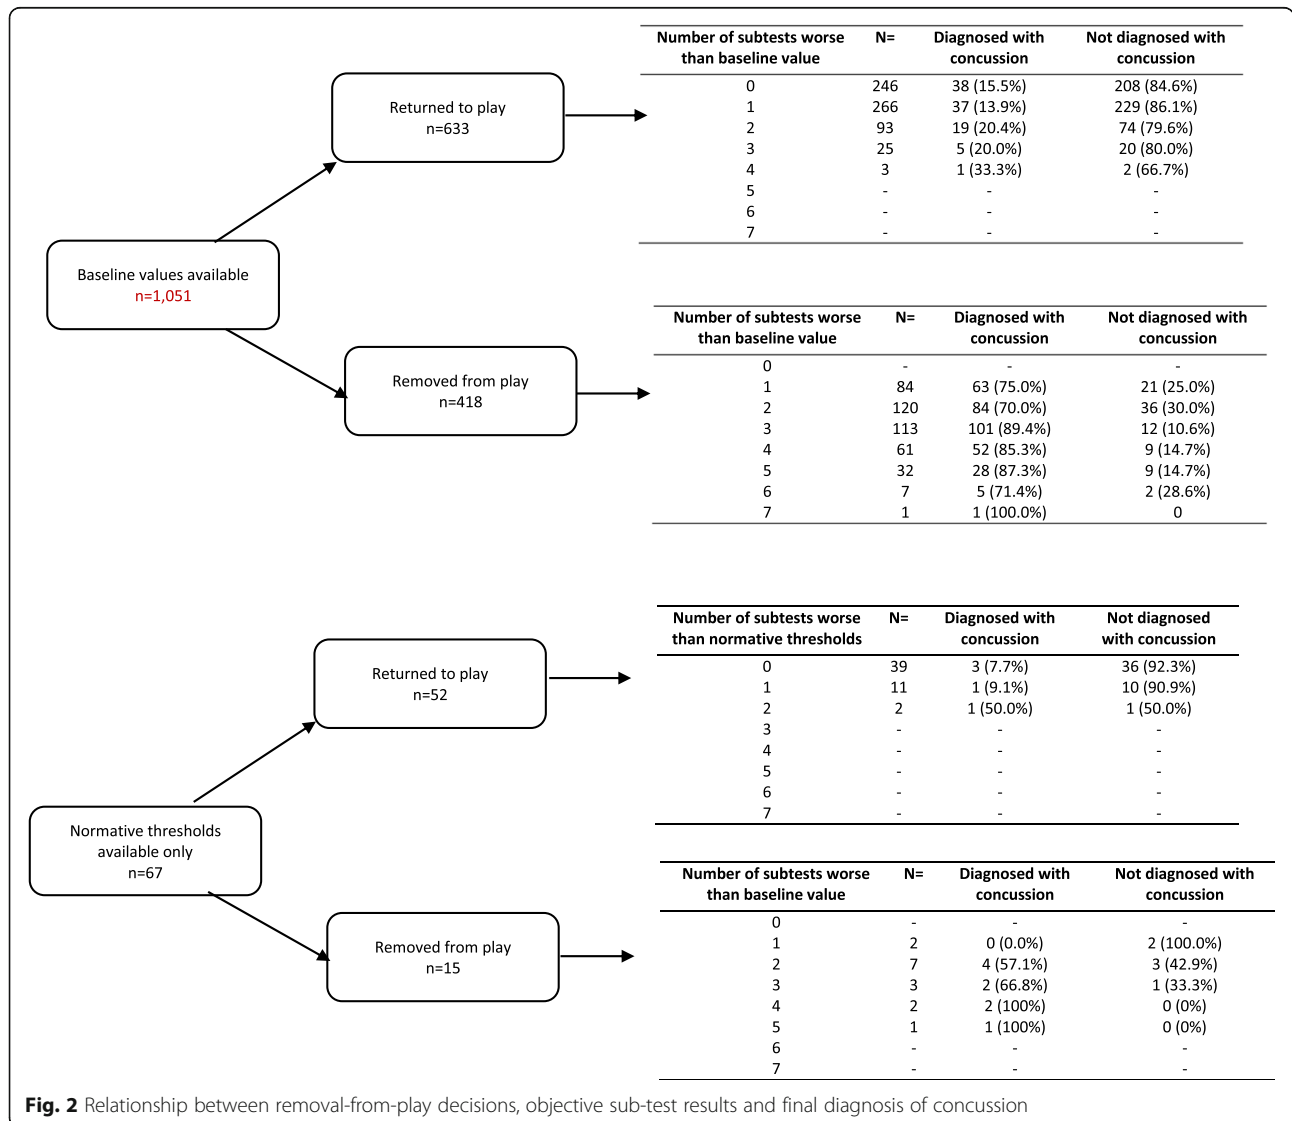 Number of subtests worse than baseline value N= Diagnosed with concussion Not diagnosed with concussion
0 246 38 (15.5%) 208 (84.6%)
1 266 37 (13.9%) 229 (86.1%)
2 93 19 (20.4%) 74 (79.6%)
3 25 5 (20.0%) 20 (80.0%)
4 3 1 (33.3%) 2 (66.7%)
5 - - -
6 - - -
7 - - -
Returned to play
n=633
Baseline values available
n=1,051
Removed from play
n=418
Number of subtests worse than baseline value N= Diagnosed with concussion Not diagnosed with concussion
0 - - -
1 84 63 (75.0%) 21 (25.0%)
2 120 84 (70.0%) 36 (30.0%)
3 113 101 (89.4%) 12 (10.6%)
4 61 52 (85.3%) 9 (14.7%)
5 32 28 (87.3%) 9 (14.7%)
6 7 5 (71.4%) 2 (28.6%)
7 1 1 (100.0%) 0
Returned to play
n=52
Number of subtests worse than normative thresholds N= Diagnosed with concussion Not diagnosed with concussion
0 39 3 (7.7%) 36 (92.3%)
1 11 1 (9.1%) 10 (90.9%)
2 2 1 (50.0%) 1 (50.0%)
3 - - -
4 - - -
5 - - -
6 - - -
7 - - -
Normative thresholds
available only
n=67
Removed from play
n=15
Number of subtests worse than baseline value N= Diagnosed with concussion Not diagnosed with concussion
0 - - -
1 2 0 (0.0%) 2 (100.0%)
2 7 4 (57.1%) 3 (42.9%)
3 3 2 (66.8%) 1 (33.3%)
4 2 2 (100%) 0 (0%)
5 1 1 (100%) 0 (0%)
6 - - -
7 - - -
Fig. 2 Relationship between removal-from-play decisions, objective sub-test results and final diagnosis of concussion